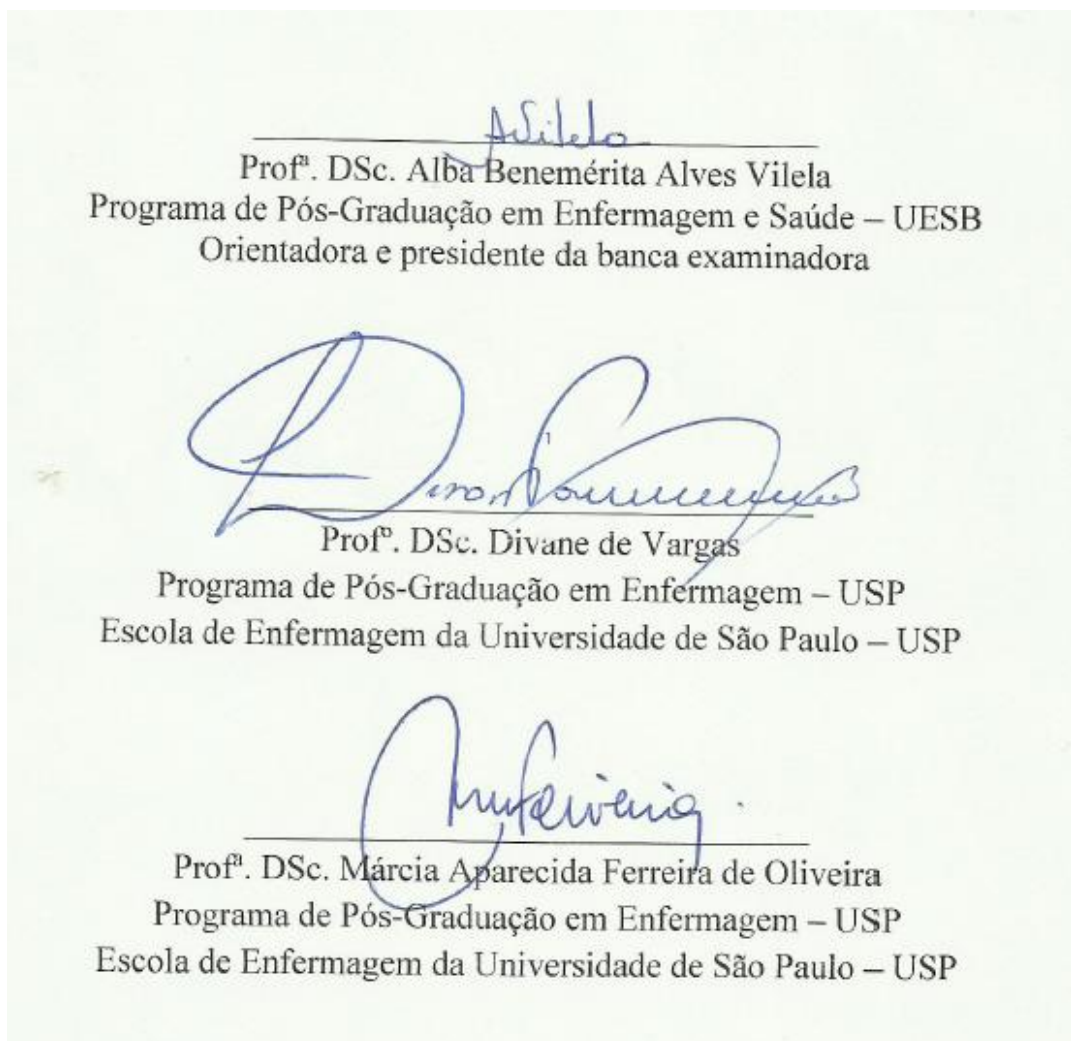 AVilela
Profª. DSc. Alba Benemérita Alves Vilela
Programa de Pós-Graduação em Enfermagem e Saúde – UESB
Orientadora e presidente da banca examinadora
Profº. DSc. Divane de Vargas
Programa de Pós-Graduação em Enfermagem – USP
Escola de Enfermagem da Universidade de São Paulo – USP
Profª. DSc. Márcia Aparecida Ferreira de Oliveira
Programa de Pós-Graduação em Enfermagem – USP
Escola de Enfermagem da Universidade de São Paulo – USP